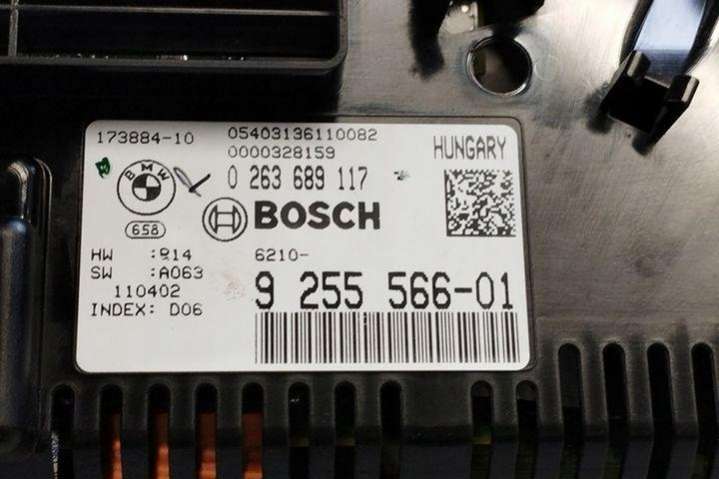 173884-10 05403136110082 HUNGARY
0000328159
BMW 0 263 689 117
658 BOSCH
HW :814 6210-
SW :A063 9 255 566-01
110402
INDEX: D06